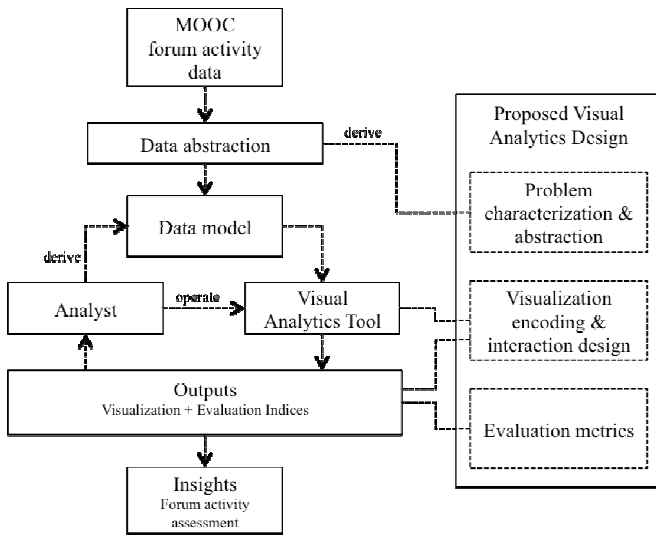 MOOC
forum activity
data
Data abstraction
derive
Data model
derive
Analyst
operate
Visual
Analytics Tool
Outputs
Visualization + Evaluation Indices
Insights
Forum activity
assessment
Proposed Visual
Analytics Design
Problem
characterization &
abstraction
Visualization
encoding &
interaction design
Evaluation metrics